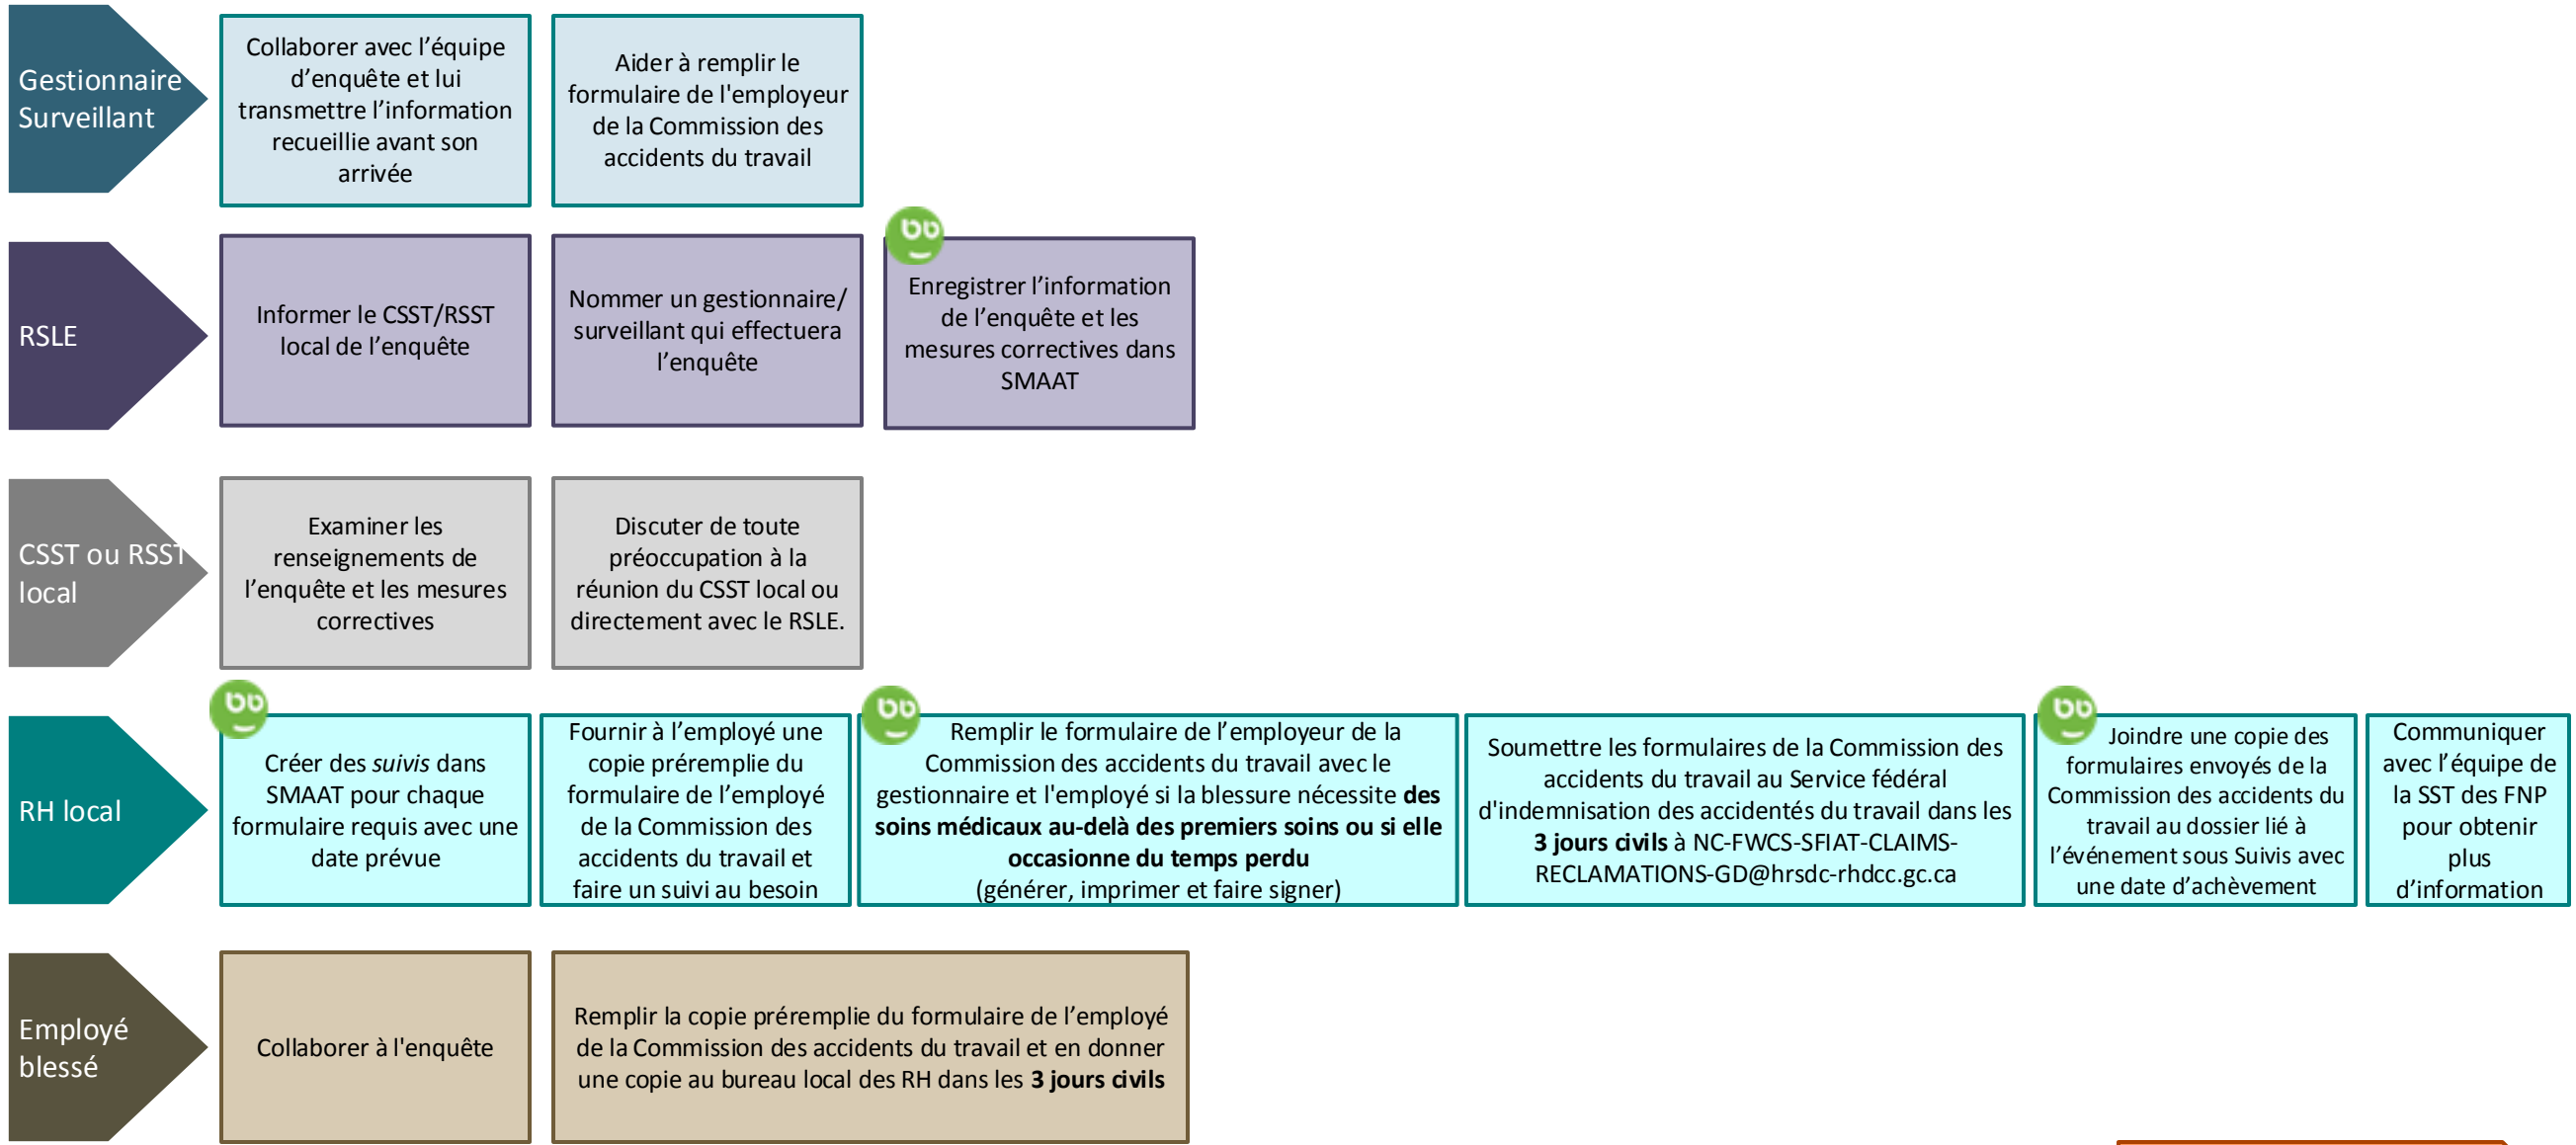 Gestionnaire
Surveillant
Collaborer avec l’équipe
d’enquête et lui
transmettre l’information
recueillie avant son
arrivée
Aider à remplir le
formulaire de l'employeur
de la Commission des
accidents du travail
RSLE
Informer le CSST/RSST
local de l’enquête
Nommer un gestionnaire/
surveillant qui effectuera
l’enquête
Enregistrer l’information
de l’enquête et les
mesures correctives dans
SMAAT
CSST ou RSST
local
Examiner les
renseignements de
l’enquête et les mesures
correctives
Discuter de toute
préoccupation à la
réunion du CSST local ou
directement avec le RSLE.
RH local
Créer des suivis dans
SMAAT pour chaque
formulaire requis avec une
date prévue
Fournir à l’employé une
copie préremplie du
formulaire de l’employé
de la Commission des
accidents du travail et
faire un suivi au besoin
Remplir le formulaire de l’employeur de la
Commission des accidents du travail avec le
gestionnaire et l'employé si la blessure nécessite des
soins médicaux au-delà des premiers soins ou si elle
occasionne du temps perdu
(générer, imprimer et faire signer)
Soumettre les formulaires de la Commission des
accidents du travail au Service fédéral
d'indemnisation des accidentés du travail dans les
3 jours civils à NC-FWCS-SFIAT-CLAIMS-
RECLAMATIONS-GD@hrsdc-rhdcc.gc.ca
Joindre une copie des
formulaires envoyés de la
Commission des accidents du
travail au dossier lié à
l’événement sous Suivis avec
une date d’achèvement
Communiquer
avec l’équipe de
la SST des FNP
pour obtenir
plus
d’information
Employé
blessé
Collaborer à l'enquête
Remplir la copie préremplie du formulaire de l’employé
de la Commission des accidents du travail et en donner
une copie au bureau local des RH dans les 3 jours civils